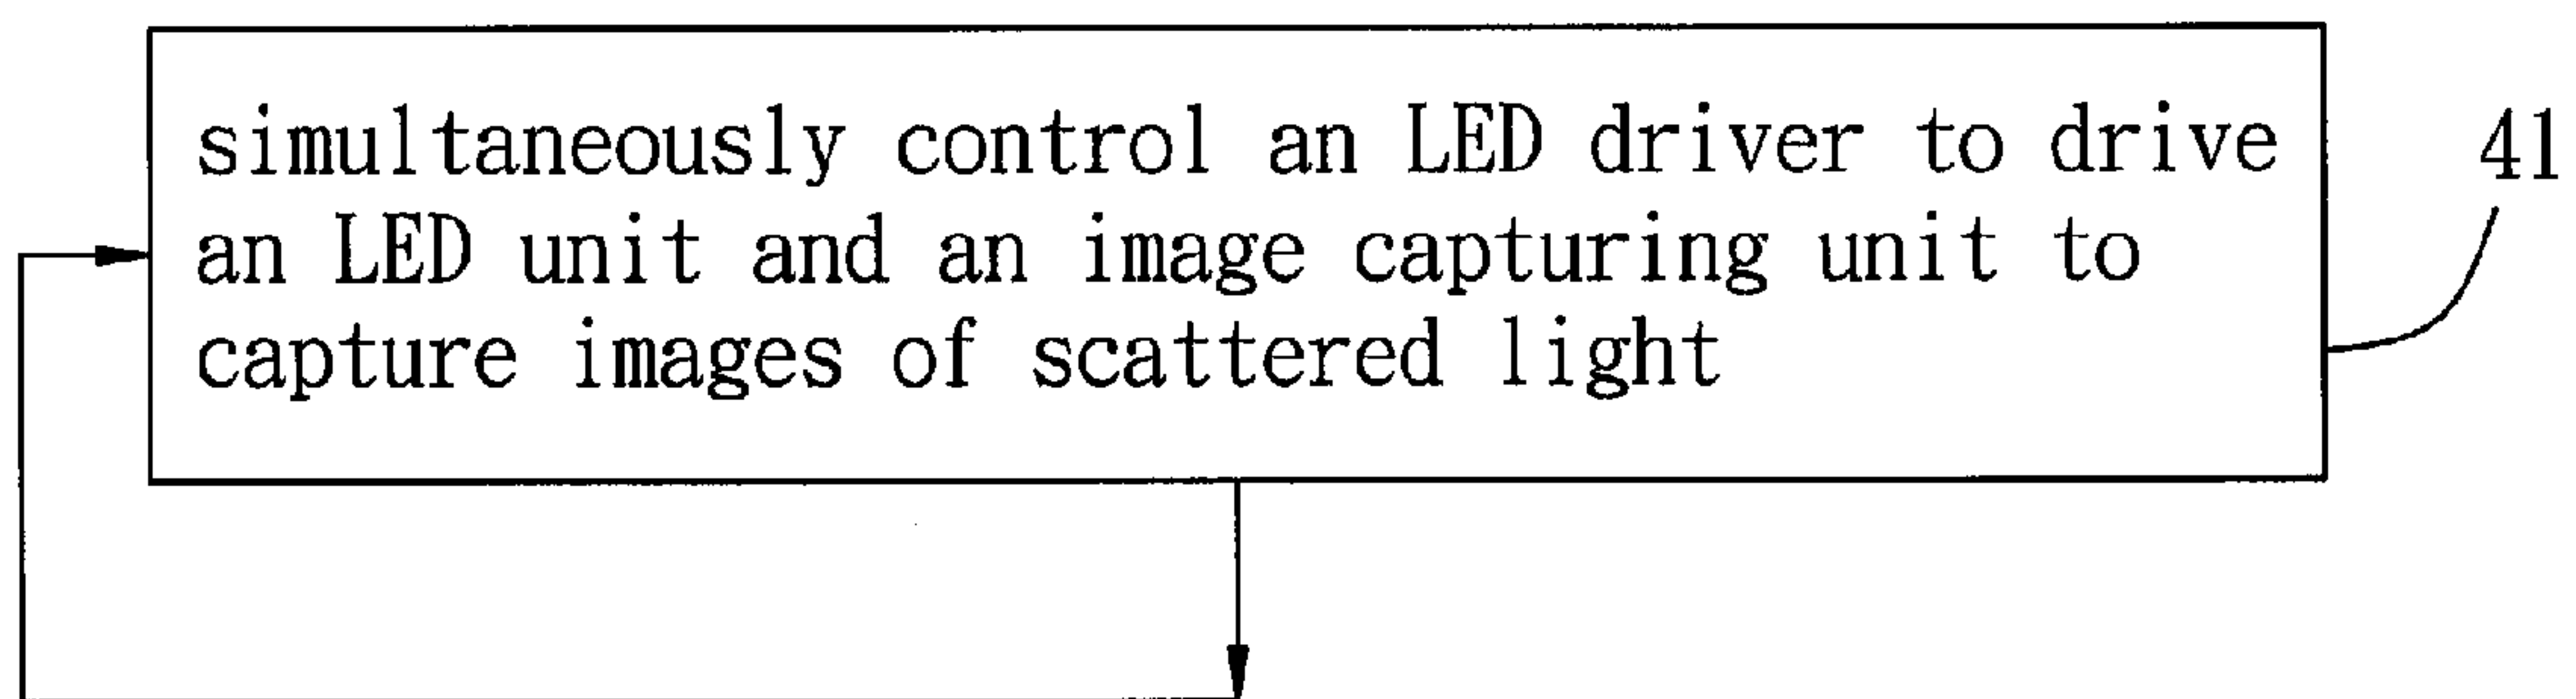 simultaneously control an LED driver to drive
an LED unit and an image capturing unit to
capture images of scattered light
41